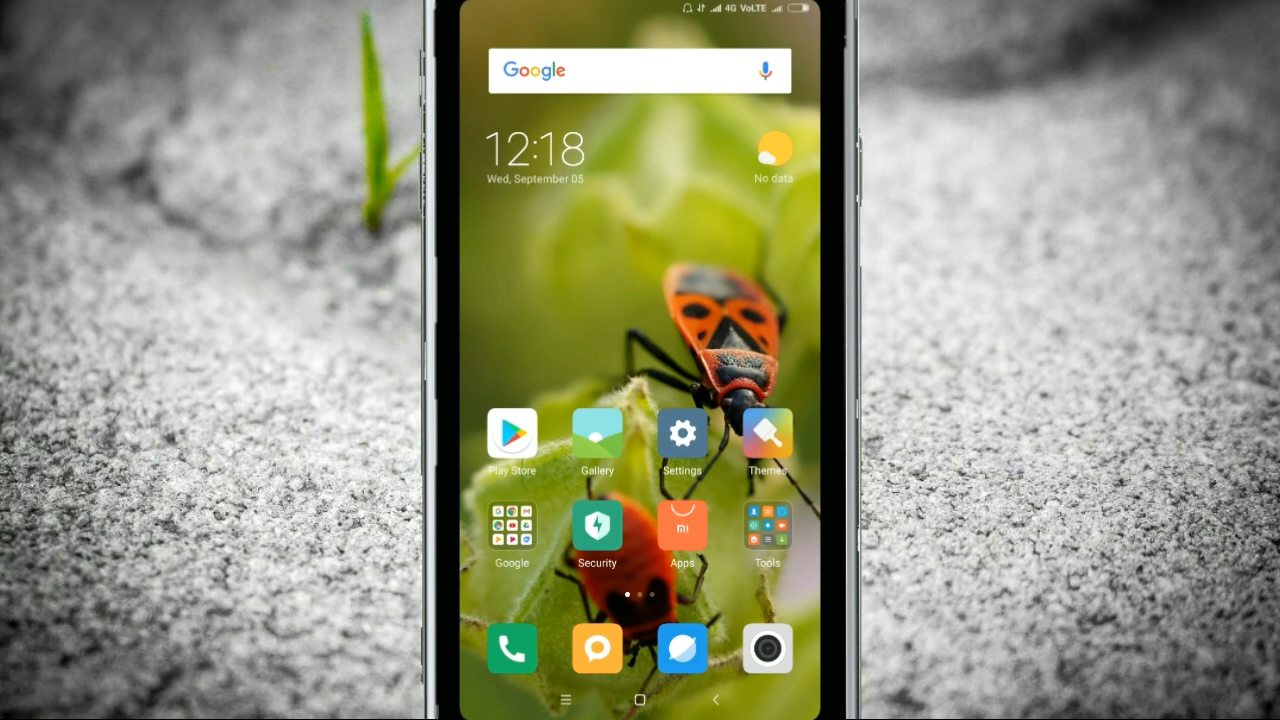 4G VoLTE
Google
12:18
Wed, September 05
No data
Play Store
Gallery
Settings
Themes
Google
Security
mi
Apps
Tools